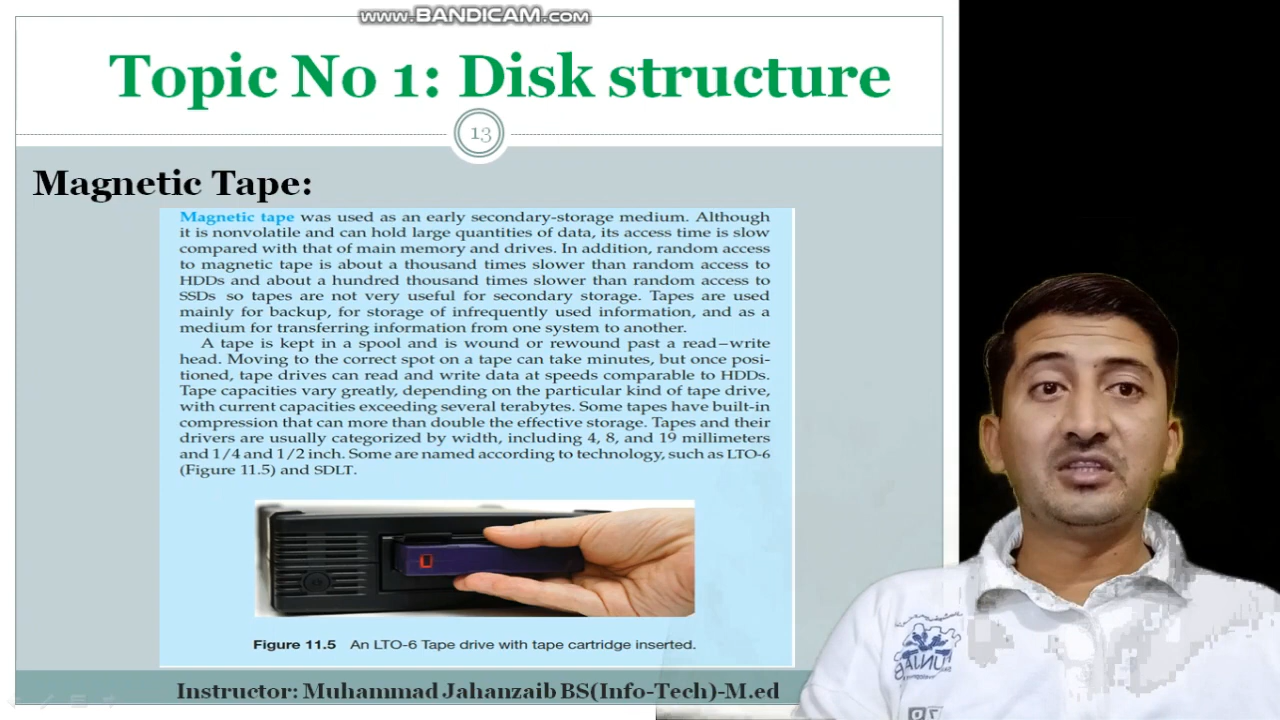 www.BANDICAM.com
Topic No 1: Disk structure
13
Magnetic Tape:
Magnetic tape was used as an early secondary-storage medium. Although
it is nonvolatile and can hold large quantities of data, its access time is slow
compared with that of main memory and drives. In addition, random access
to magnetic tape is about a thousand times slower than random access to
HDDs and about a hundred thousand times slower than random access to
SSDs so tapes are not very useful for secondary storage. Tapes are used
mainly for backup, for storage of infrequently used information, and as a
medium for transferring information from one system to another.
A tape is kept in a spool and is wound or rewound past a read–write
head. Moving to the correct spot on a tape can take minutes, but once posi-
tioned, tape drives can read and write data at speeds comparable to HDDs.
Tape capacities vary greatly, depending on the particular kind of tape drive,
with current capacities exceeding several terabytes. Some tapes have built-in
compression that can more than double the effective storage. Tapes and their
drivers are usually categorized by width, including 4, 8, and 19 millimeters
and 1/4 and 1/2 inch. Some are named according to technology, such as LTO-6
(Figure 11.5) and SDLT.
Figure 11.5 An LTO-6 Tape drive with tape cartridge inserted.
Instructor: Muhammad Jahanzaib BS(Info-Tech)-M.ed